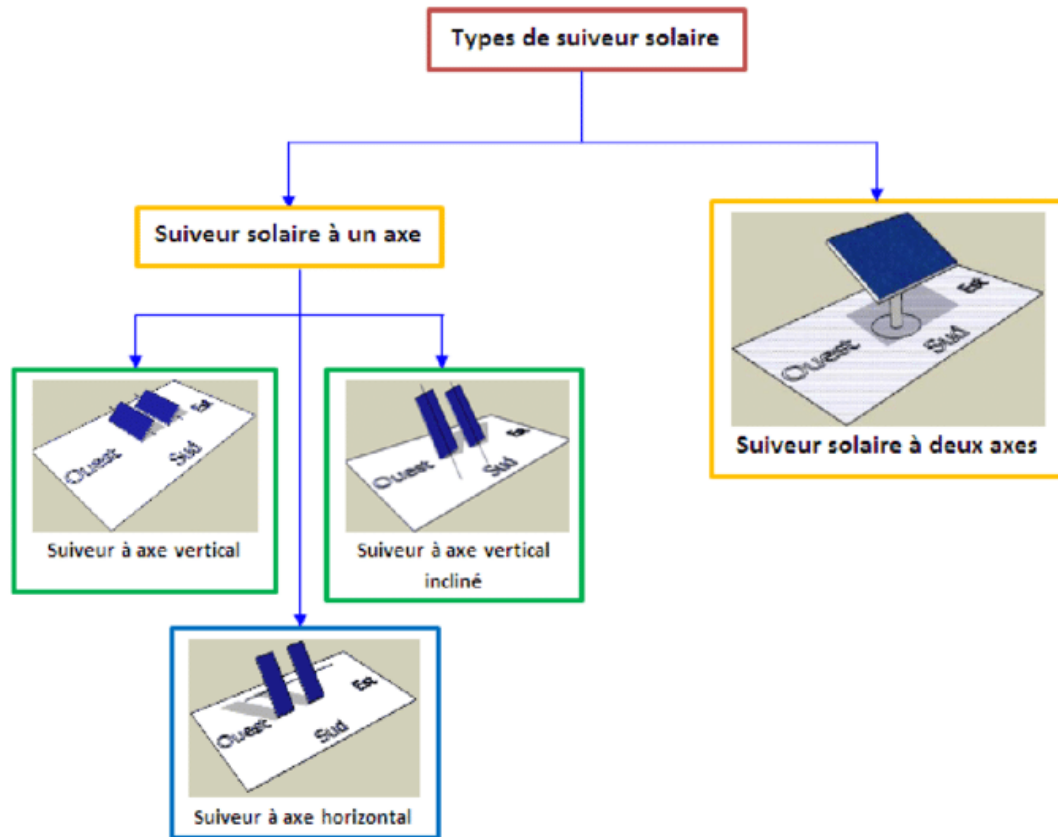 Types de suiveur solaire
Suiveur solaire à un axe
Ouest
Sud
Est
Suiveur solaire à deux axes
Ouest
Sud
Est
Suiveur à axe vertical
Ouest
Sud
Est
Suiveur à axe vertical
incliné
Ouest
Sud
Est
Suiveur à axe horizontal